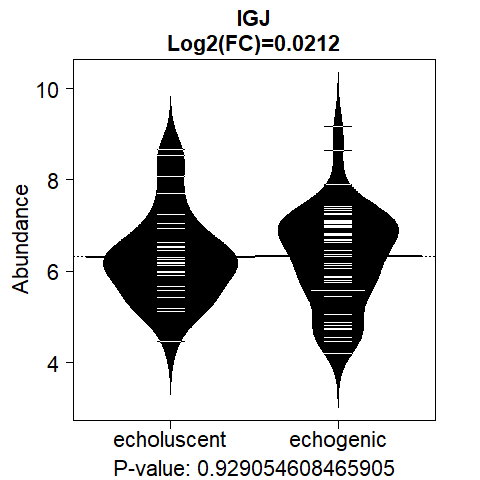 IGJ
Log2(FC)=0.0212
Abundance
10
8
6
4
echoluscent echogenic
P-value: 0.929054608465905